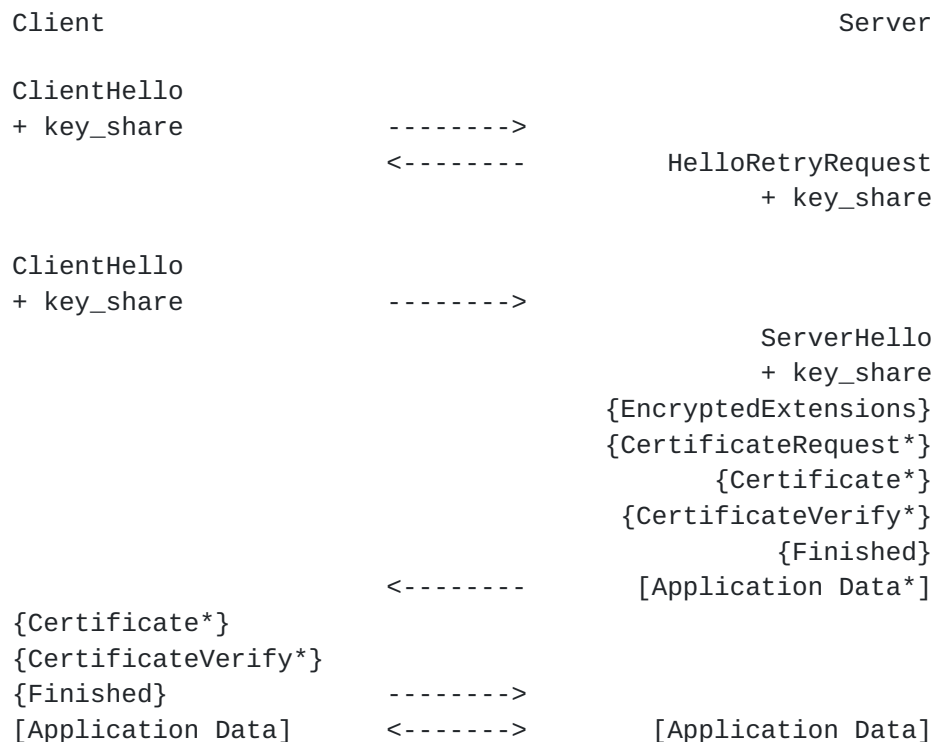 Client                                               Server

ClientHello
+ key_share             -------->
                        <--------         HelloRetryRequest
                                                + key_share

ClientHello
+ key_share             -------->
                                                ServerHello
                                                + key_share
                                      {EncryptedExtensions}
                                      {CertificateRequest*}
                                             {Certificate*}
                                       {CertificateVerify*}
                                                 {Finished}
                        <--------       [Application Data*]
{Certificate*}
{CertificateVerify*}
{Finished}              -------->
[Application Data]      <------->        [Application Data]